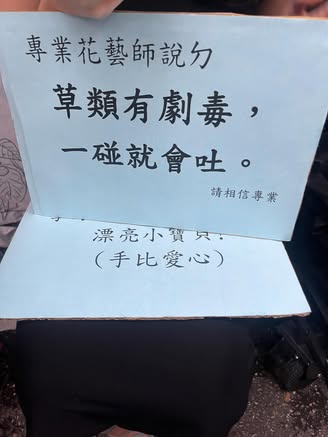 專業花藝師說ㄉ
草類有劇毒，
一碰就會吐。
請相信專業
漂亮小寶貝!
(手比愛心)